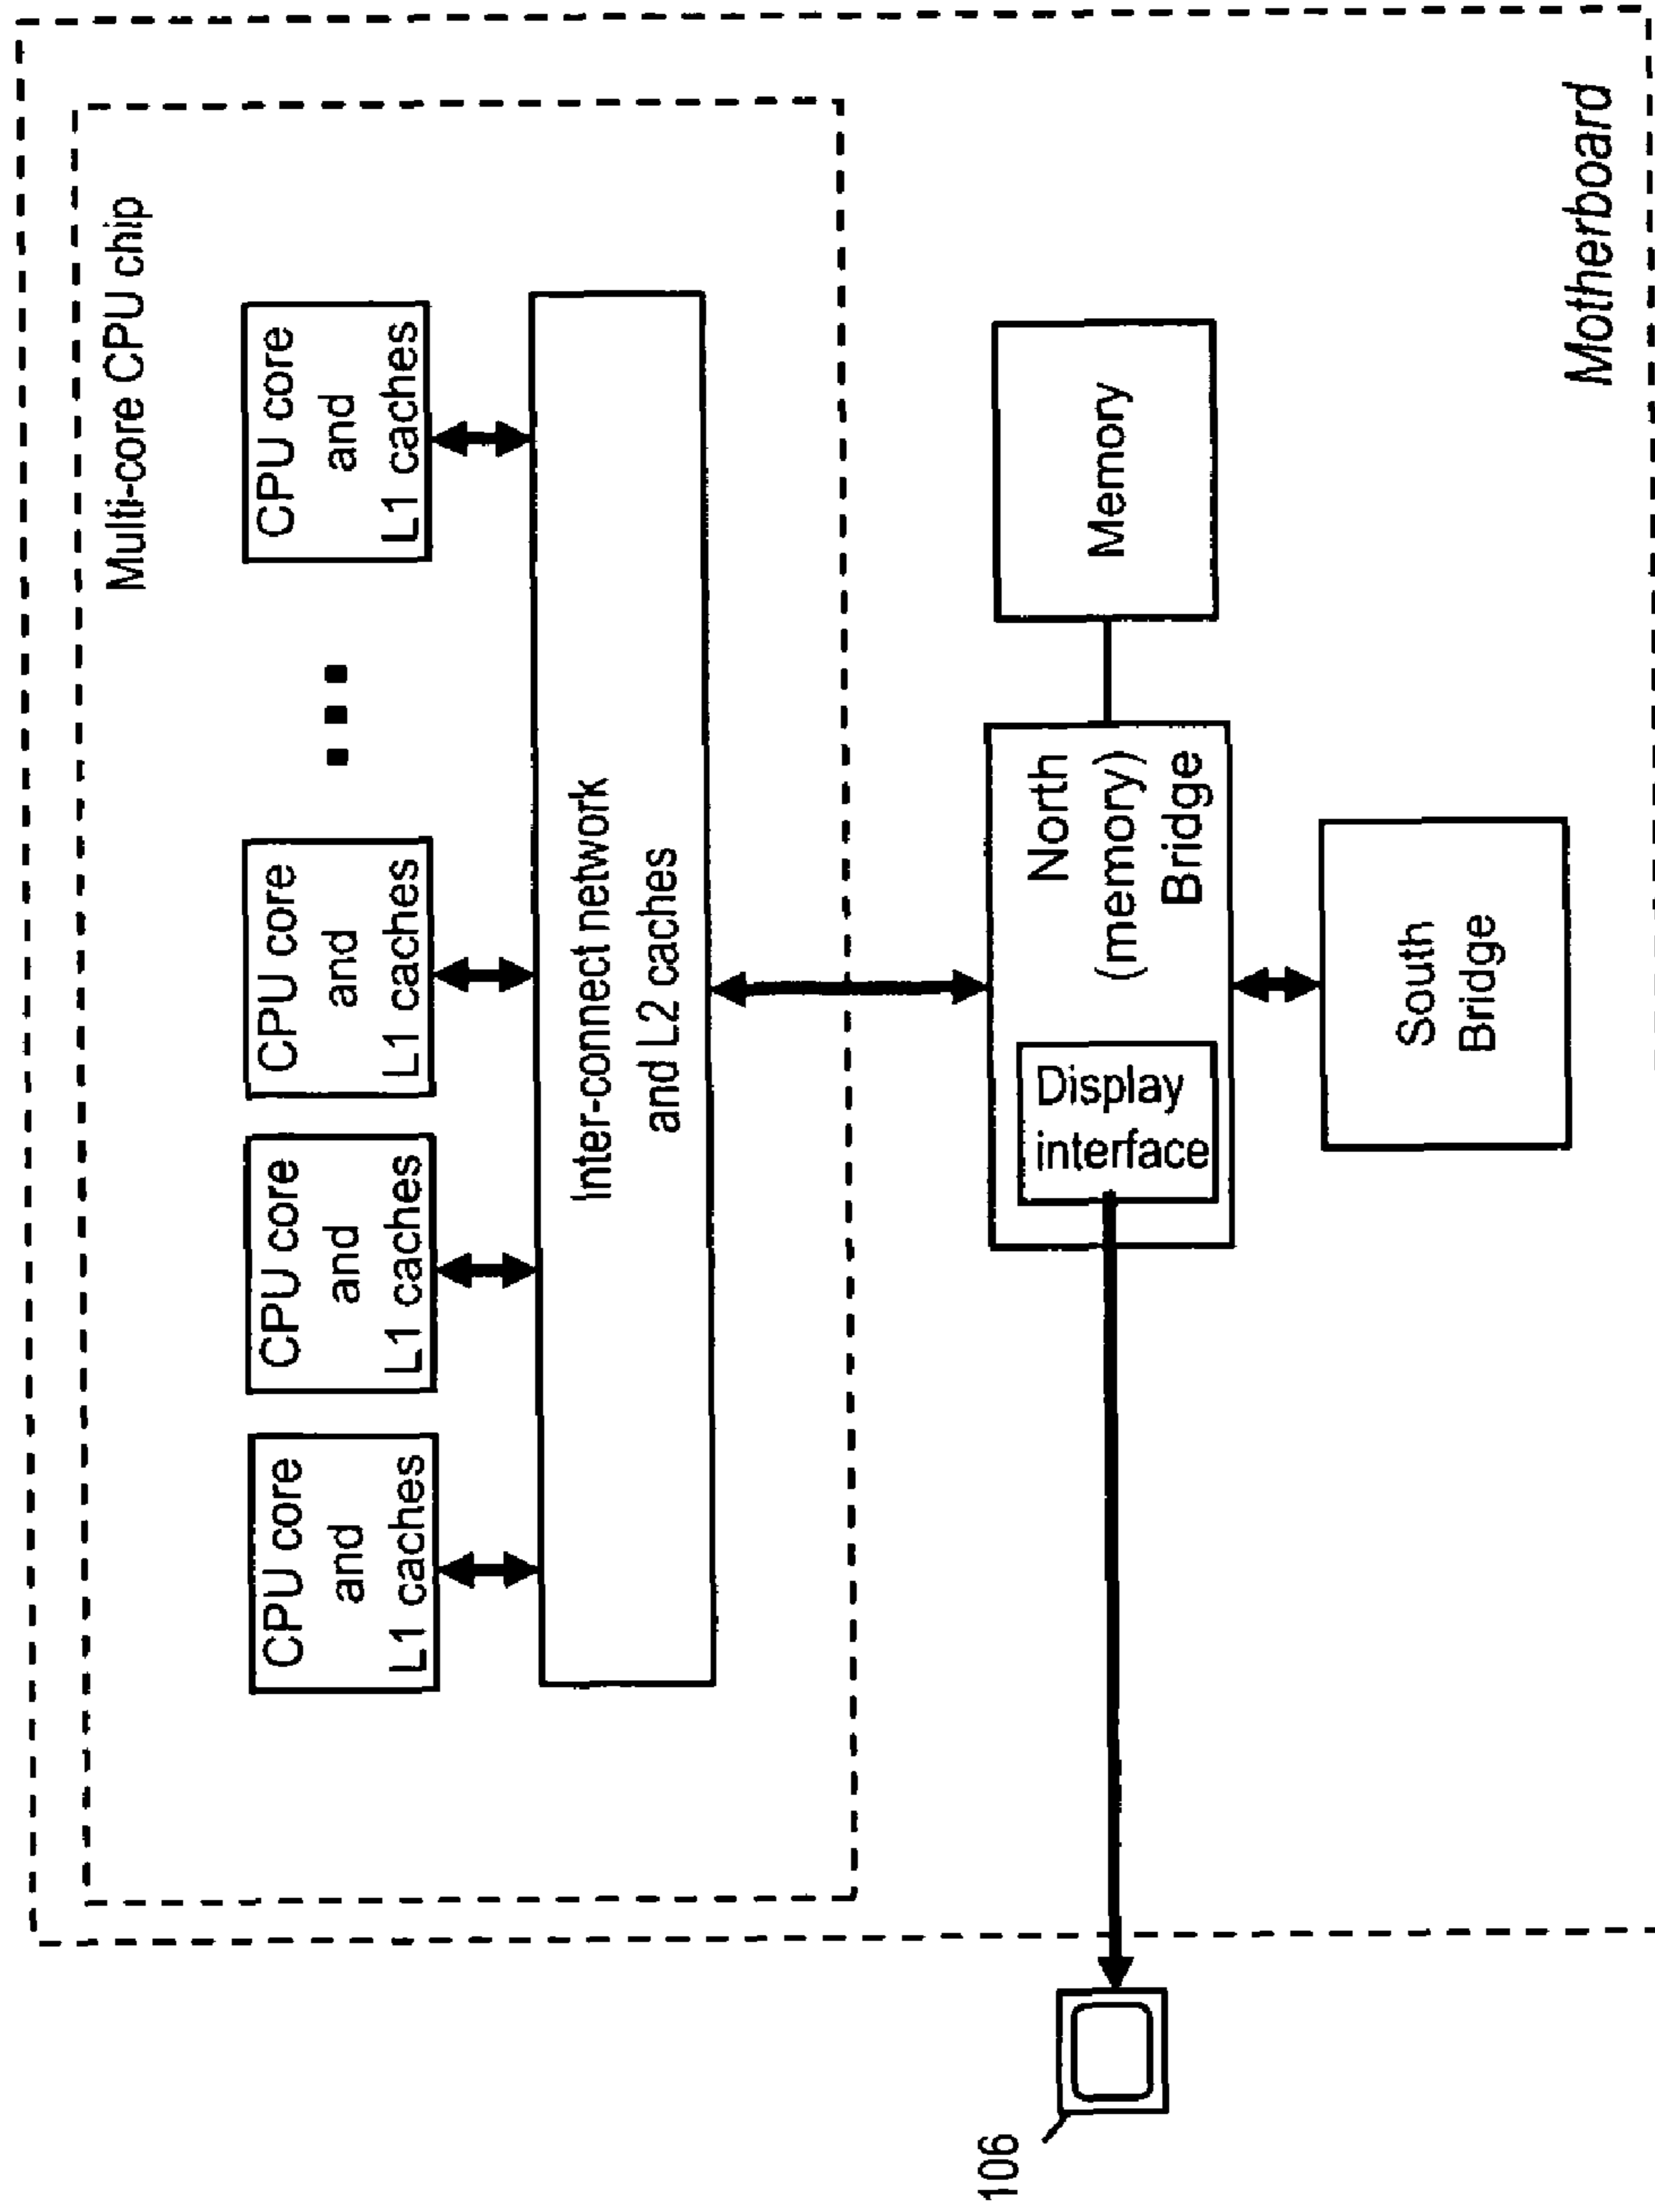 Multi-core CPU chip
CPU core
and
L1 caches
CPU core
and
L1 caches
CPU core
and
L1 caches
CPU core
and
L1 caches
Inter-connect network
and L2 caches
Display
interface
North
(memory)
Bridge
Memory
South
Bridge
Motherboard
106